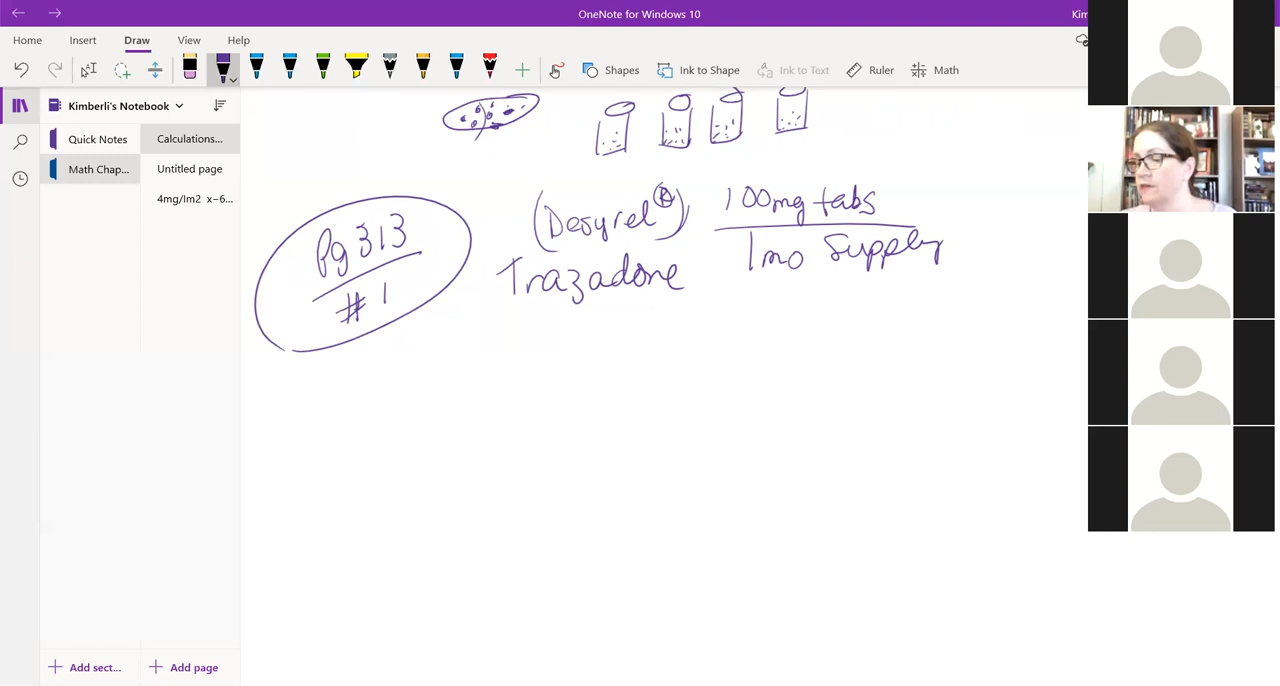 OneNote for Windows 10
Kim
Home Insert Draw View Help
Shapes Ink to Shape Ink to Text Ruler Math
Kimberli's Notebook
Quick Notes
Math Chap...
Calculations...
Untitled page
4mg/lm2 x-6...
Pg 313
#1
(Desyrel®)
Trazadone
100mg tabs
1mo Supply
Add sect... Add page